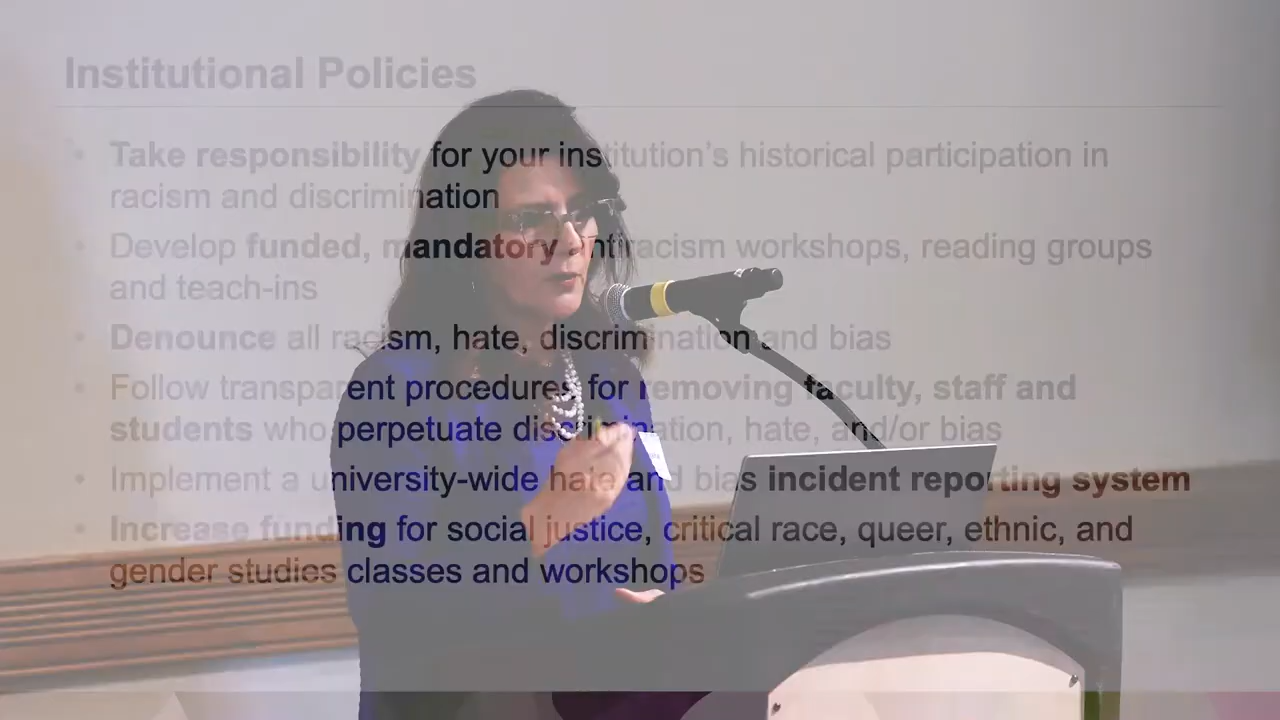 Institutional Policies
• Take responsibility for your institution's historical participation in
racism and discrimination
• Develop funded, mandatory antiracism workshops, reading groups
and teach-ins
• Denounce all racism, hate, discrimination and bias
• Follow transparent procedures for removing faculty, staff and
students who perpetuate discrimination, hate, and/or bias
• Implement a university-wide hate and bias incident reporting system
• Increase funding for social justice, critical race, queer, ethnic, and
gender studies classes and workshops